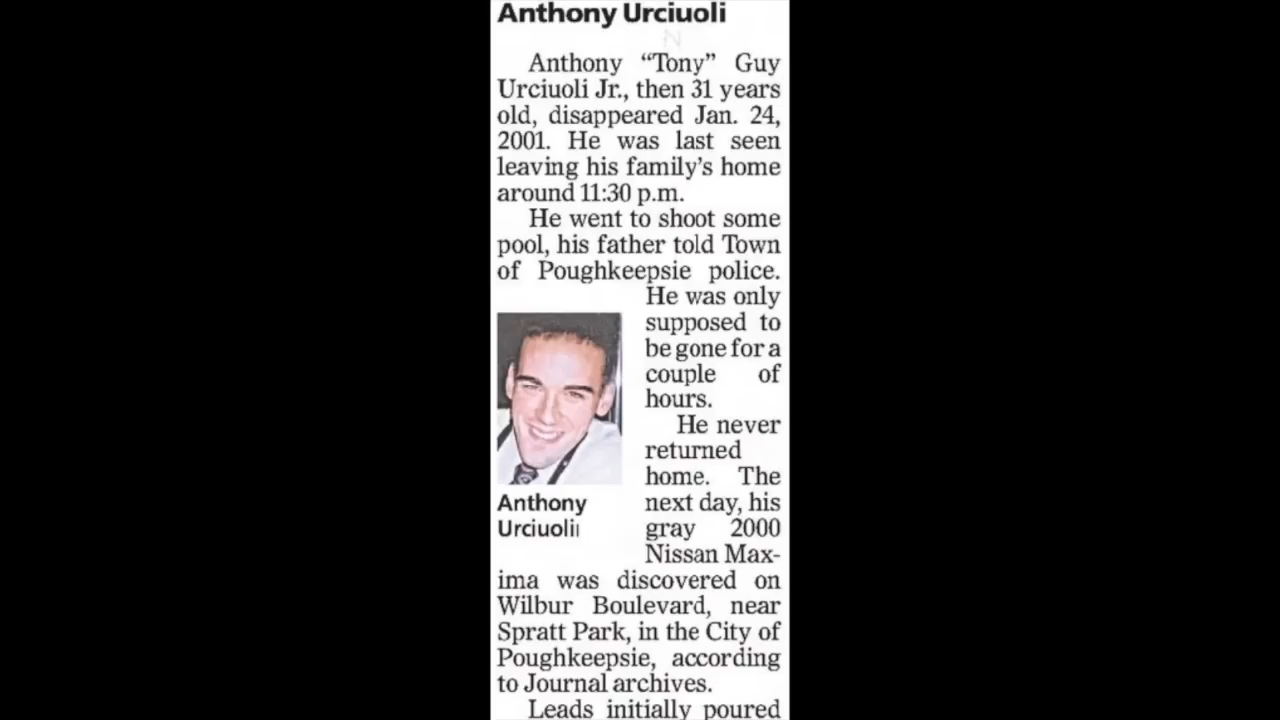 Anthony Urciuoli
Anthony “Tony” Guy
Urciuoli Jr., then 31 years
old, disappeared Jan. 24,
2001. He was last seen
leaving his family’s home
around 11:30 p.m.
He went to shoot some
pool, his father told Town
of Poughkeepsie police.
He was only
supposed to
be gone for a
couple of
hours.
He never
returned
home. The
next day, his
gray 2000
Nissan Max-
ima was discovered on
Wilbur Boulevard, near
Spratt Park, in the City of
Poughkeepsie, according
to Journal archives.
Leads initially poured
Anthony
Urciuoli